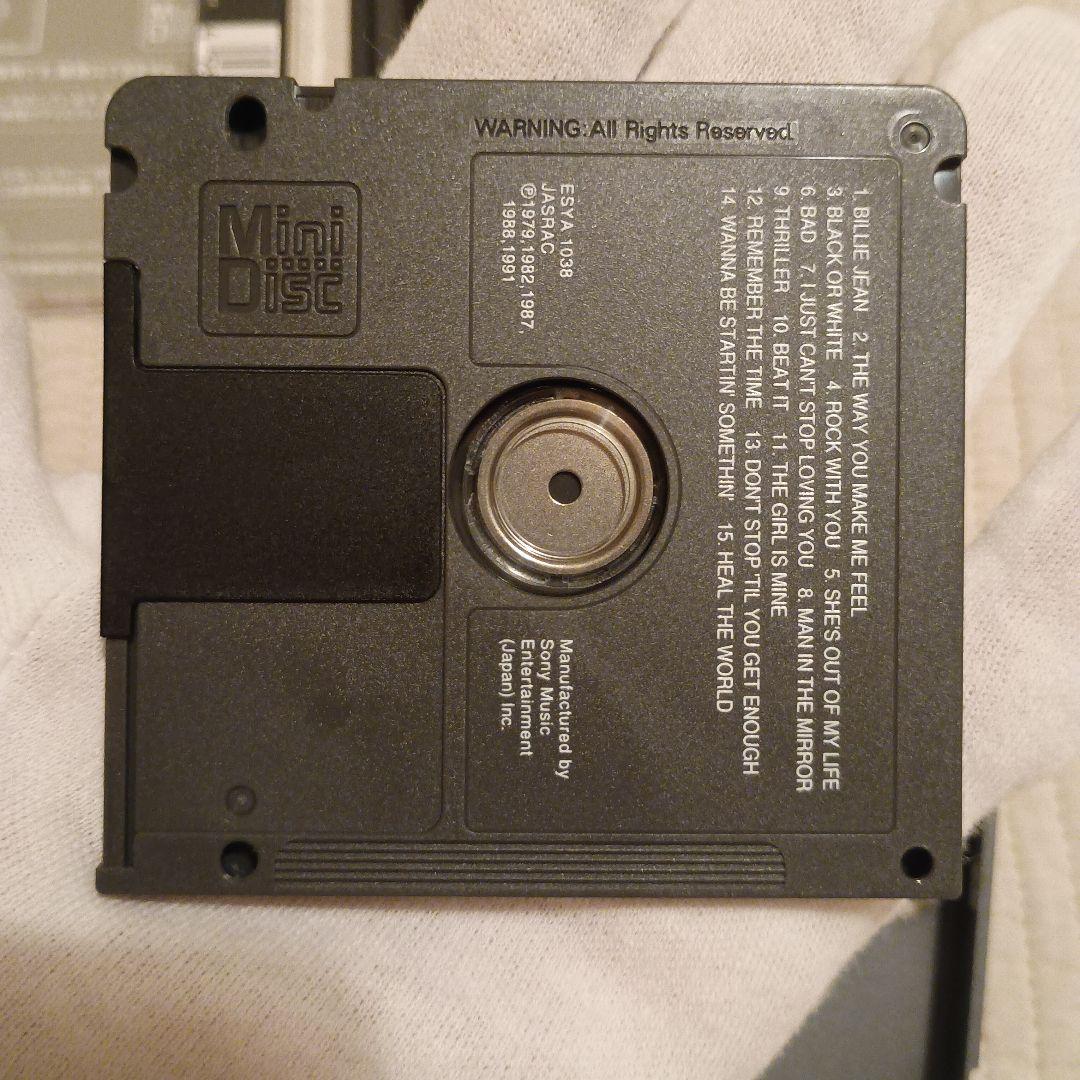 WARNING:All Rights Reserved.
Mini
Disc
1. BILLIE JEAN 2. THE WAY YOU MAKE ME FEEL
3. BLACK OR WHITE 4. ROCK WITH YOU 5. SHE'S OUT OF MY LIFE
6. BAD 7. I JUST CAN'T STOP LOVING YOU 8. MAN IN THE MIRROR
9. THRILLER 10. BEAT IT 11. THE GIRL IS MINE
12. REMEMBER THE TIME 13. DON'T STOP 'TIL YOU GET ENOUGH
14. WANNA BE STARTIN' SOMETHIN' 15. HEAL THE WORLD
ESYA 1038
JASRAC
℗1979,1982,1987,
1988,1991
Manufactured by
Sony Music
Entertainment
(Japan) Inc.